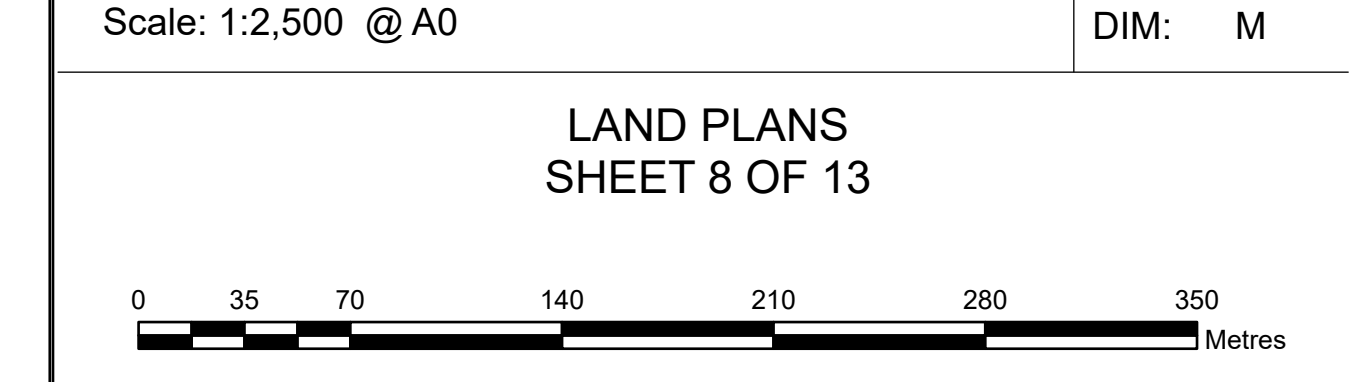 Scale: 1:2,500 @ A0
DIM: M
LAND PLANS
SHEET 8 OF 13
0 35 70 140 210 280 350
Metres